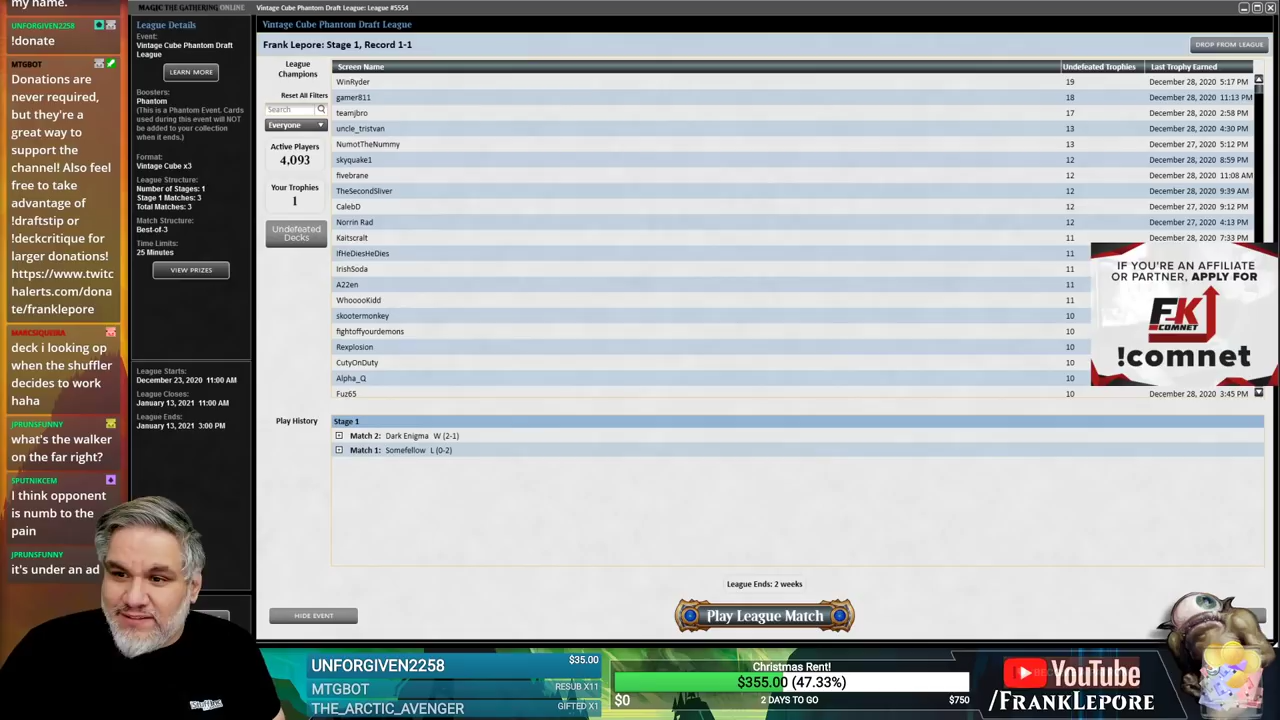 my name.
UNFORGIVEN2258
!donate
MTGBOT
Donations are
never required,
but they're a
great way to
support the
channel! Also feel
free to take
advantage of
!draftstip or
!deckcritique for
larger donations!
https://www.twitc
halerts.com/dona
te/franklepore
MARCSIQUEIRA
deck i looking op
when the shuffler
decides to work
haha
JPRUNSFUNNY
what's the walker
on the far right?
SPUTNIKCEM
I think opponent
is numb to the
pain
JPRUNSFUNNY
it's under an ad
MAGIC THE GATHERING ONLINE
Vintage Cube Phantom Draft League: League #5554
League Details
Event:
Vintage Cube Phantom Draft
League
LEARN MORE
Boosters:
Phantom
(This is a Phantom Event. Cards
used during this event will NOT
be added to your collection
when it ends.)
Format:
Vintage Cube x3
League Structure:
Number of Stages: 1
Stage 1 Matches: 3
Total Matches: 3
Match Structure:
Best-of-3
Time Limits:
25 Minutes
VIEW PRIZES
League Starts:
December 23, 2020 11:00 AM
League Closes:
January 13, 2021 11:00 AM
League Ends:
January 13, 2021 3:00 PM
Vintage Cube Phantom Draft League
Frank Lepore: Stage 1, Record 1-1
DROP FROM LEAGUE
League
Champions
Reset All Filters
Search
Everyone
Active Players
4,093
Your Trophies
1
Undefeated
Decks
Screen Name Undefeated Trophies Last Trophy Earned
WinRyder 19 December 28, 2020 5:17 PM
gamer811 18 December 28, 2020 11:13 PM
teamjbro 17 December 28, 2020 2:58 PM
uncle_tristvan 13 December 28, 2020 4:30 PM
NumotTheNummy 13 December 27, 2020 5:12 PM
skyquake1 12 December 28, 2020 8:59 PM
fivebrane 12 December 28, 2020 11:08 AM
TheSecondSliver 12 December 28, 2020 9:39 AM
CalebD 12 December 27, 2020 9:12 PM
Norrin Rad 12 December 27, 2020 4:13 PM
Kaitscralt 11 December 28, 2020 7:33 PM
IfHeDiesHeDies 11
IrishSoda 11
A22en 11
WhooooKidd 11
skootermonkey 10
fightoffyourdemons 10
Rexplosion 10
CutyOnDuty 10
Alpha_Q 10
Fuz65 10 December 28, 2020 3:45 PM
IF YOU'RE AN AFFILIATE
OR PARTNER, APPLY FOR
COMNET
!comnet
Play History
Stage 1
Match 2: Dark Enigma W (2-1)
Match 1: Somefellow L (0-2)
League Ends: 2 weeks
HIDE EVENT
Play League Match
UNFORGIVEN2258 $35.00
MTGBOT RESUB X11
THE_ARCTIC_AVENGER GIFTED X1
Christmas Rent!
$355.00 (47.33%)
$0 2 DAYS TO GO $750
YouTube
/FRANKLEPORE